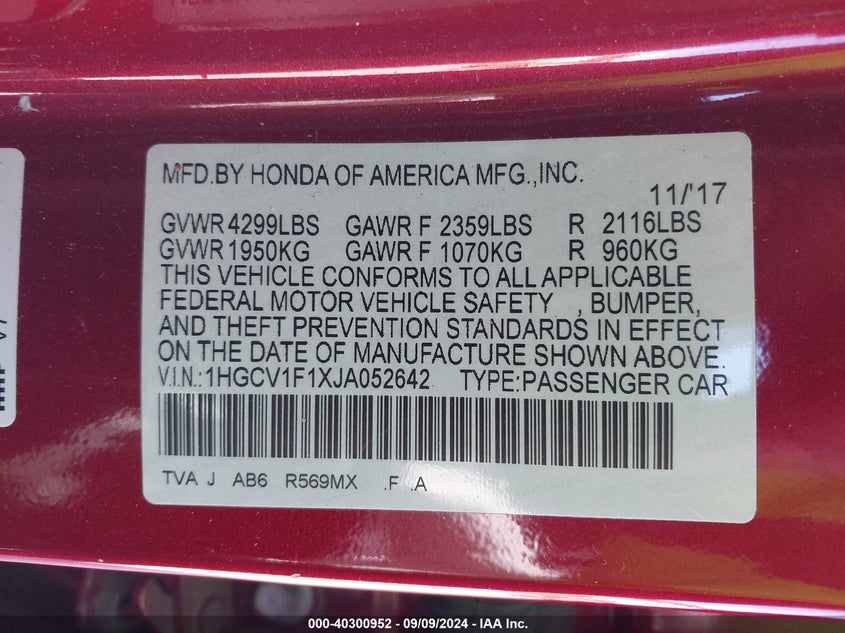 MFD.BY HONDA OF AMERICA MFG.,INC.
11/'17
GVWR 4299LBS GAWR F 2359LBS R 2116LBS
GVWR 1950KG GAWR F 1070KG R 960KG
THIS VEHICLE CONFORMS TO ALL APPLICABLE
FEDERAL MOTOR VEHICLE SAFETY , BUMPER,
AND THEFT PREVENTION STANDARDS IN EFFECT
ON THE DATE OF MANUFACTURE SHOWN ABOVE.
V.I.N.:1HGCV1F1XJA052642 TYPE:PASSENGER CAR
TVA J AB6 R569MX .F .A
000-40300952 - 09/09/2024 - IAA Inc.